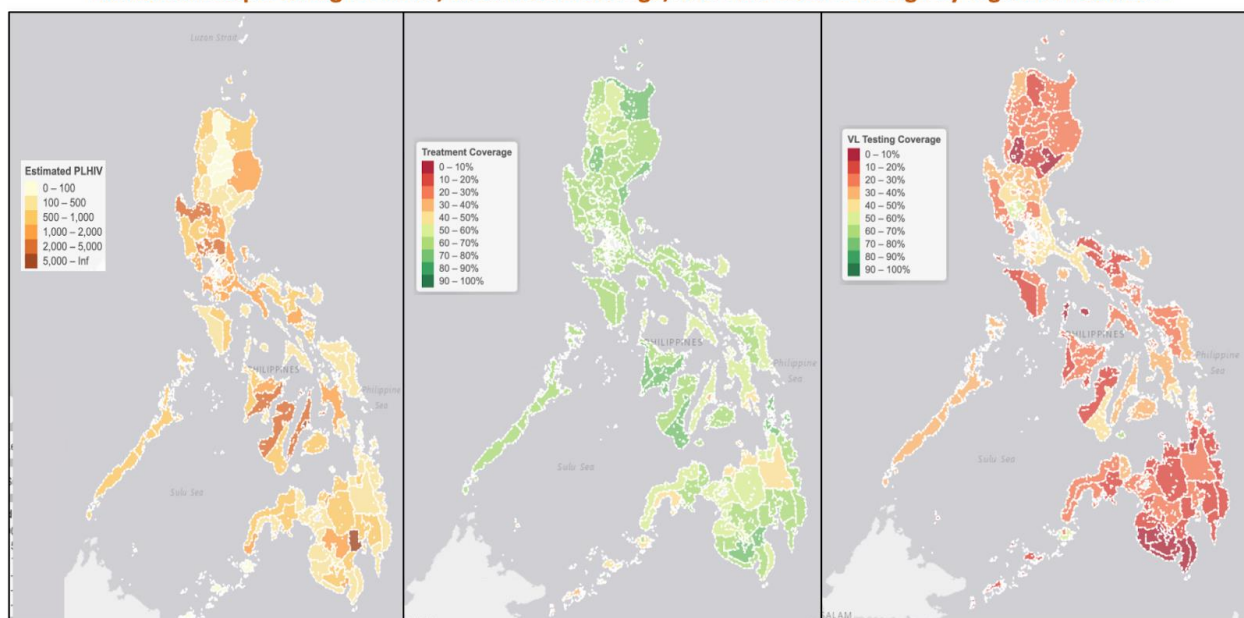 Luzon Strait
Estimated PLHIV
0 – 100
100 – 500
500 – 1,000
1,000 – 2,000
2,000 – 5,000
5,000 – Inf
PHILIPPINES
Philippine
Sea
Sulu Sea
Treatment Coverage
0 – 10%
10 – 20%
20 – 30%
30 – 40%
40 – 50%
50 – 60%
60 – 70%
70 – 80%
80 – 90%
90 – 100%
PHILIPPINES
Philippine
Sea
Sulu Sea
VL Testing Coverage
0 – 10%
10 – 20%
20 – 30%
30 – 40%
40 – 50%
50 – 60%
60 – 70%
70 – 80%
80 – 90%
90 – 100%
PHILIPPINES
Philippine
Sea
Sulu Sea
SALAM